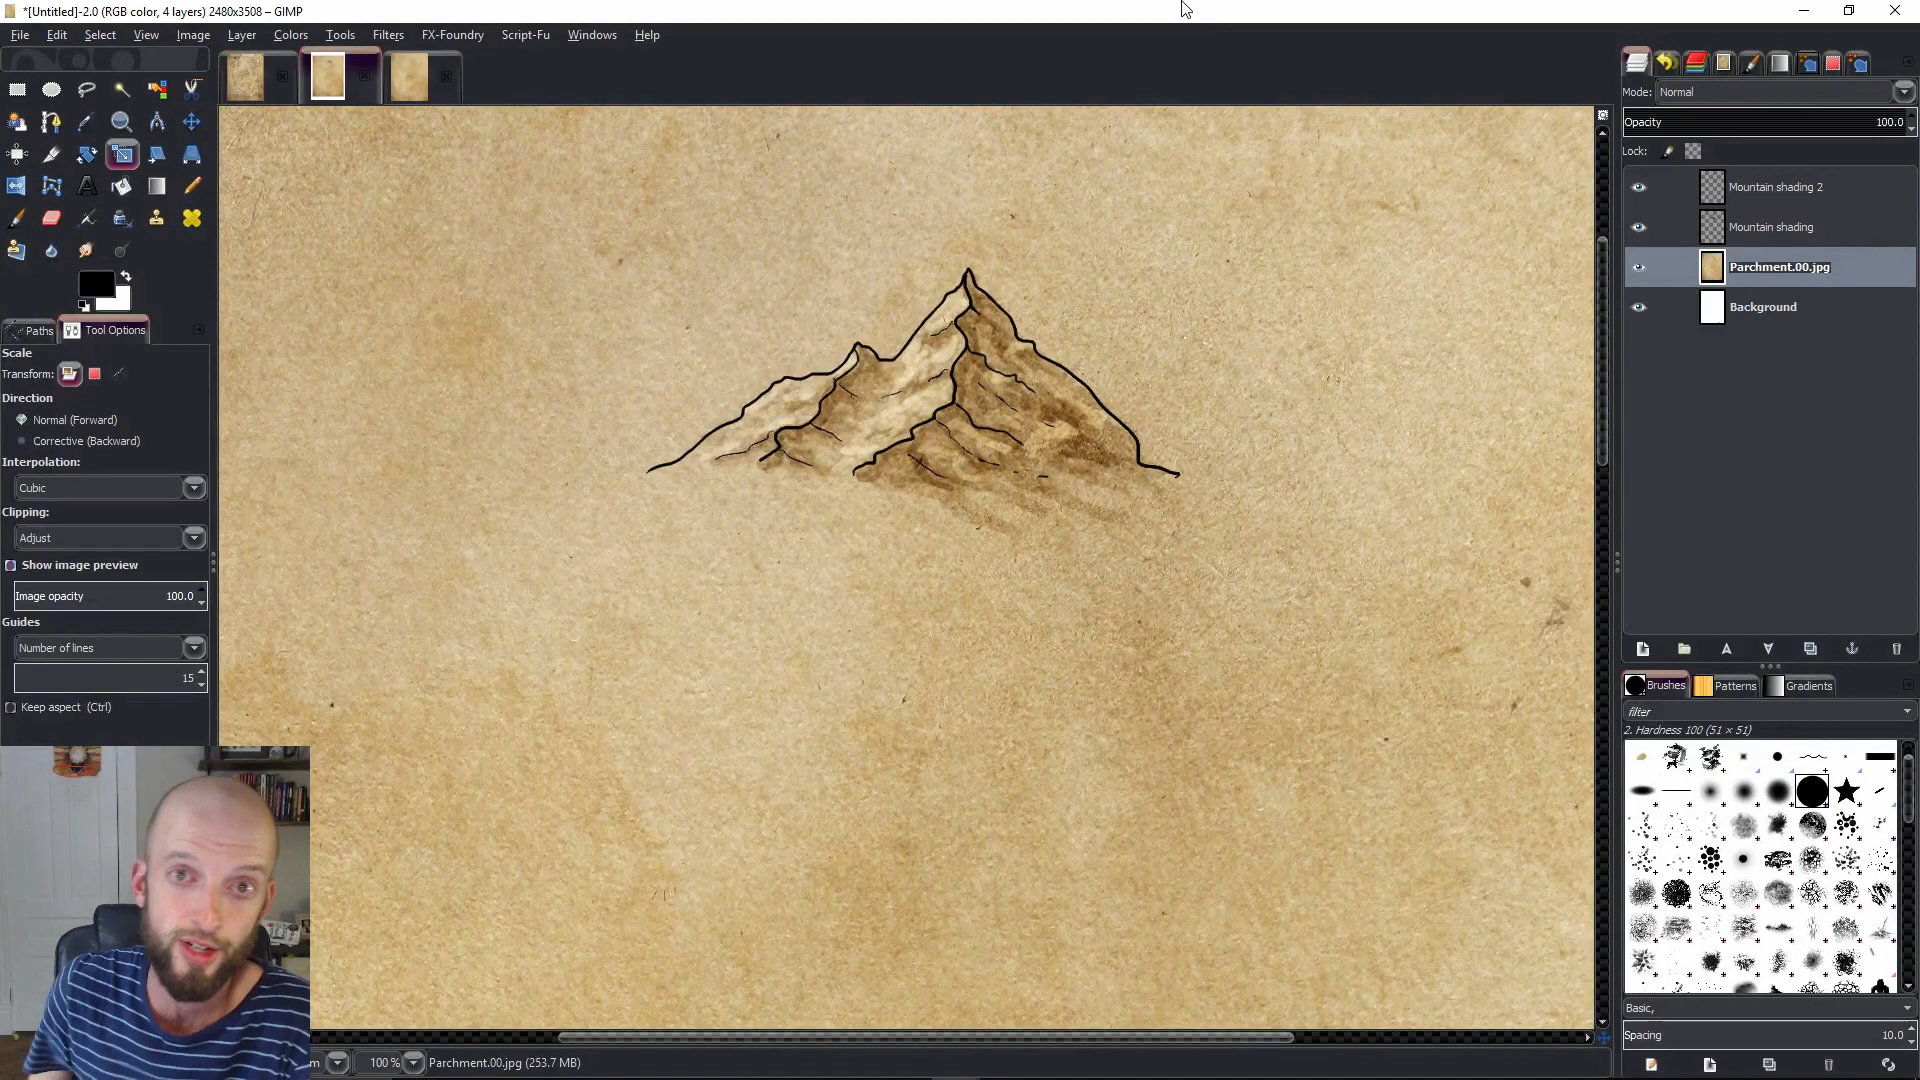 *[Untitled]-2.0 (RGB color, 4 layers) 2480x3508 – GIMP
File Edit Select View Image Layer Colors Tools Filters FX-Foundry Script-Fu Windows Help
Mode: Normal
Opacity 100.0
Lock:
Mountain shading 2
Mountain shading
Parchment.00.jpg
Background
Paths Tool Options
Scale
Transform:
Direction
Normal (Forward)
Corrective (Backward)
Interpolation:
Cubic
Clipping:
Adjust
Show image preview
Image opacity 100.0
Guides
Number of lines
15
Keep aspect (Ctrl)
Brushes Patterns Gradients
filter
2. Hardness 100 (51 × 51)
Basic,
Spacing 10.0
100 % Parchment.00.jpg (253.7 MB)